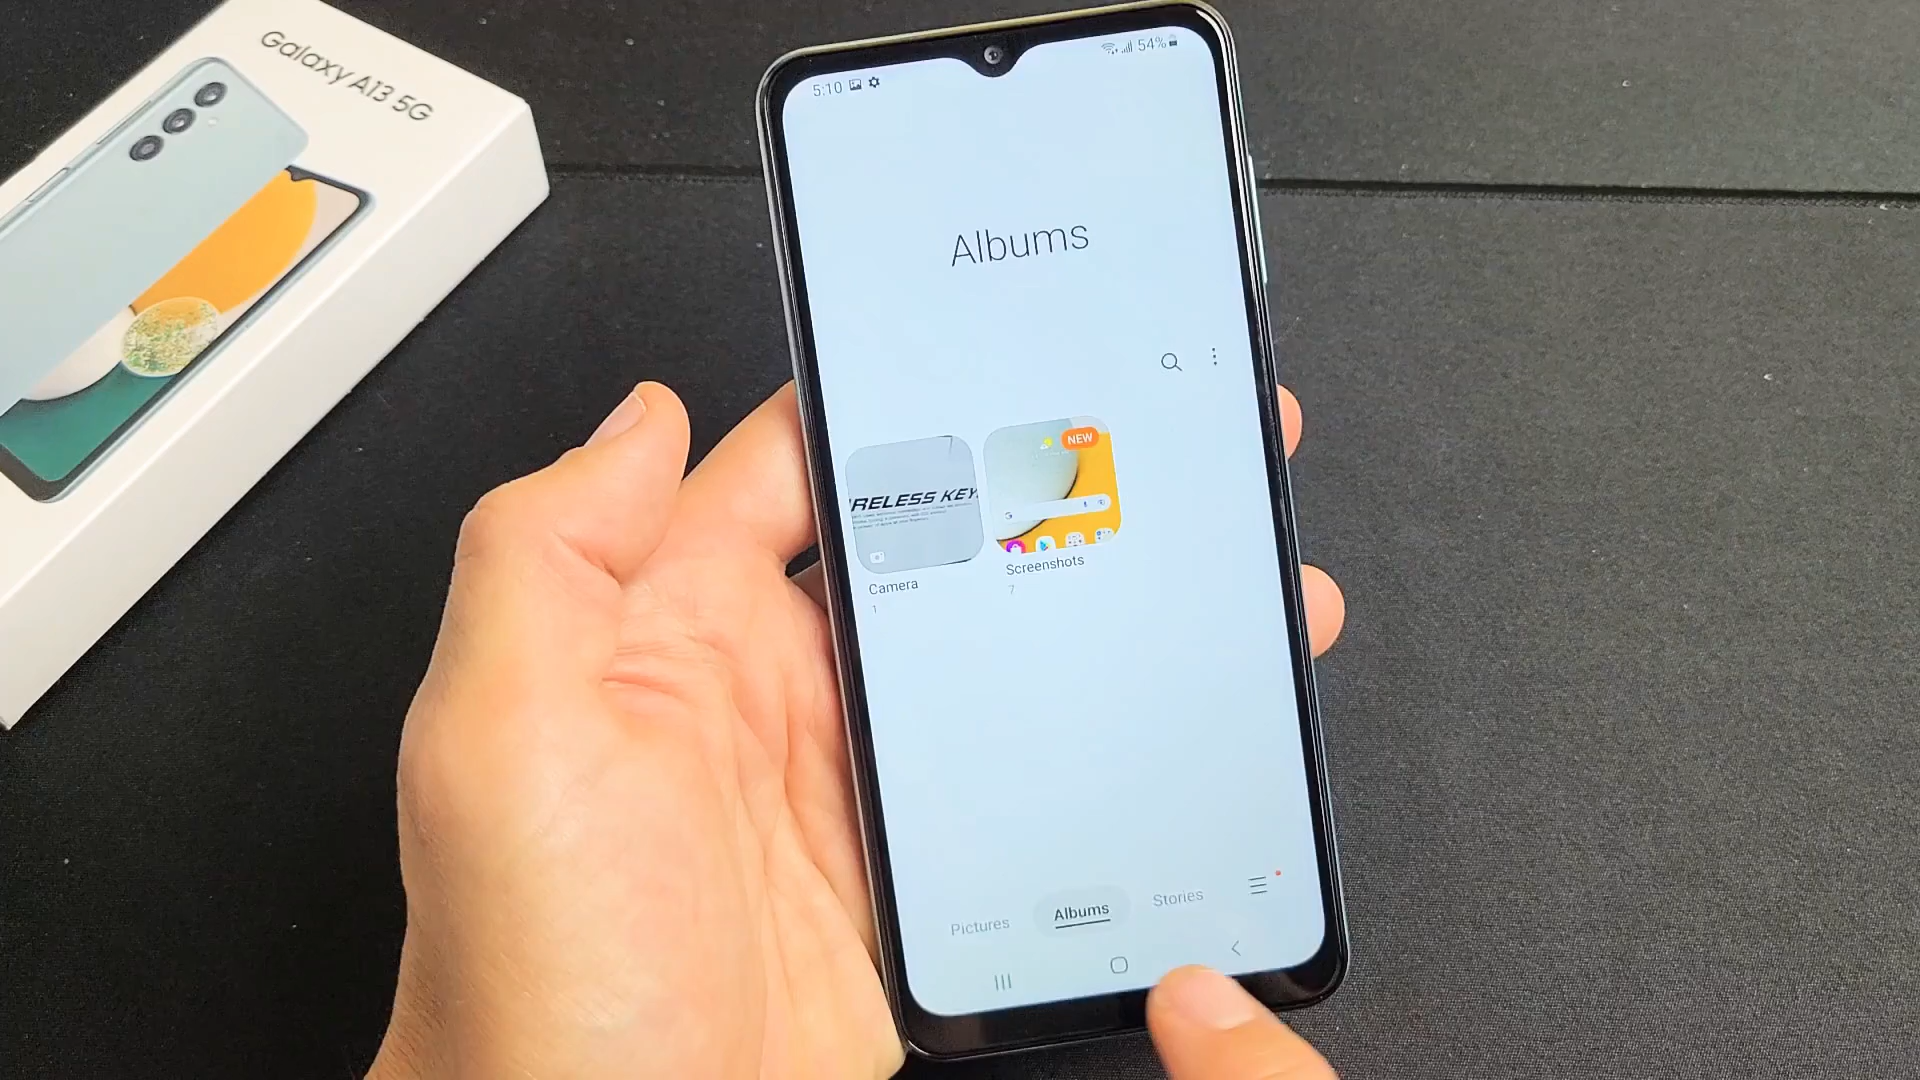 Galaxy A13 5G
5:10
54%
Albums
NEW
RELESS KEY
G
Camera
1
Screenshots
7
Pictures
Albums
Stories